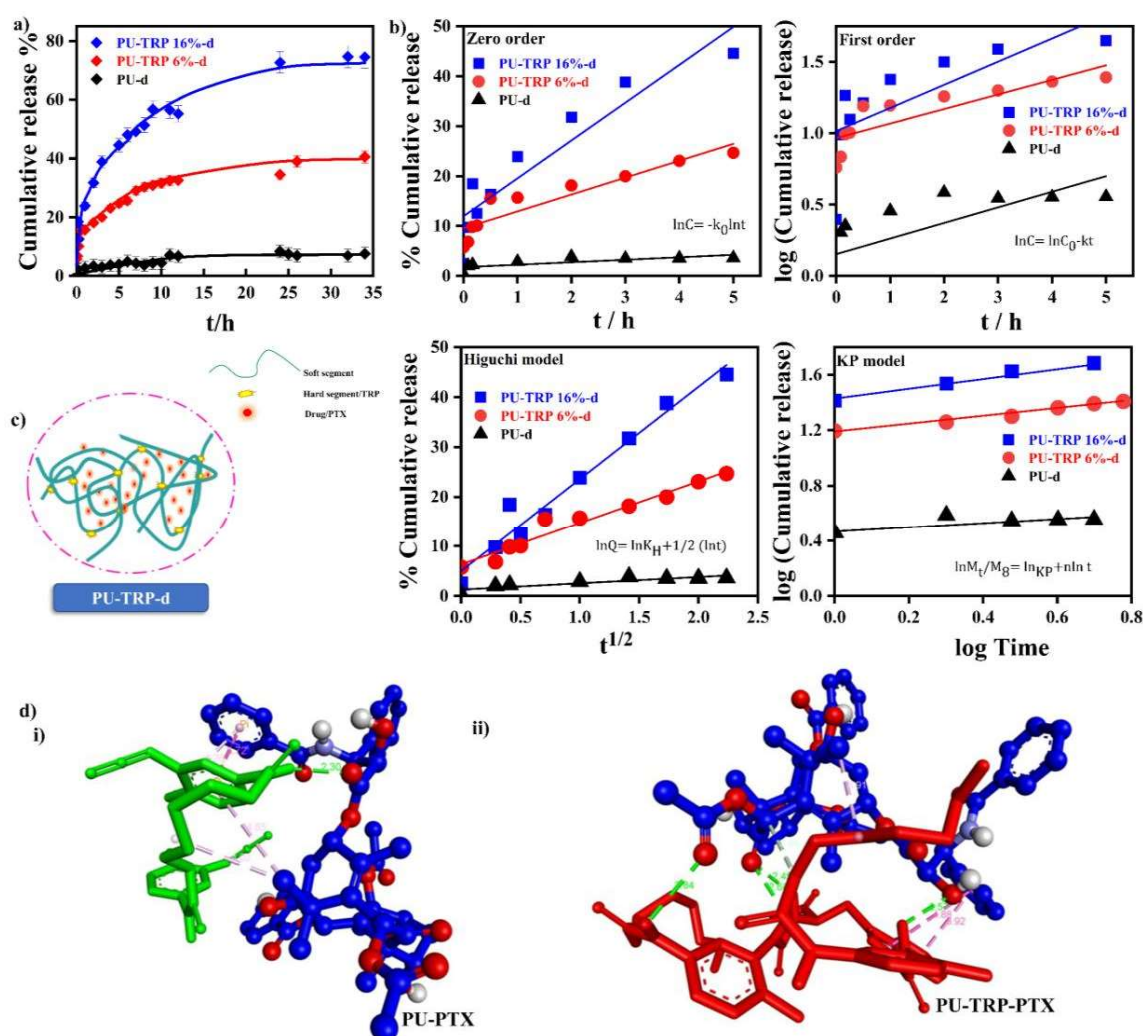 a)
Cumulative release %
80
60
40
20
0
0
5
10
15
20
25
30
35
t/h
PU-TRP 16%-d
PU-TRP 6%-d
PU-d
b)
% Cumulative release
50
40
30
20
10
0
0
1
2
3
4
5
t / h
Zero order
PU-TRP 16%-d
PU-TRP 6%-d
PU-d
lnC= -k₀lnt
log (Cumulative release)
1.5
1.0
0.5
0.0
0
1
2
3
4
5
t / h
First order
PU-TRP 16%-d
PU-TRP 6%-d
PU-d
lnC= lnC₀-kt
c)
Soft segment
Hard segment/TRP
Drug/PTX
PU-TRP-d
% Cumulative release
50
40
30
20
10
0
0.0
0.5
1.0
1.5
2.0
2.5
t^1/2
Higuchi model
PU-TRP 16%-d
PU-TRP 6%-d
PU-d
lnQ= lnK_H+1/2 (lnt)
log (Cumulative release)
1.6
1.2
0.8
0.4
0.0
0.0
0.2
0.4
0.6
0.8
log Time
KP model
PU-TRP 16%-d
PU-TRP 6%-d
PU-d
lnM_t/M_8= ln_KP+nln t
d)
i)
2.30
PU-PTX
ii)
PU-TRP-PTX